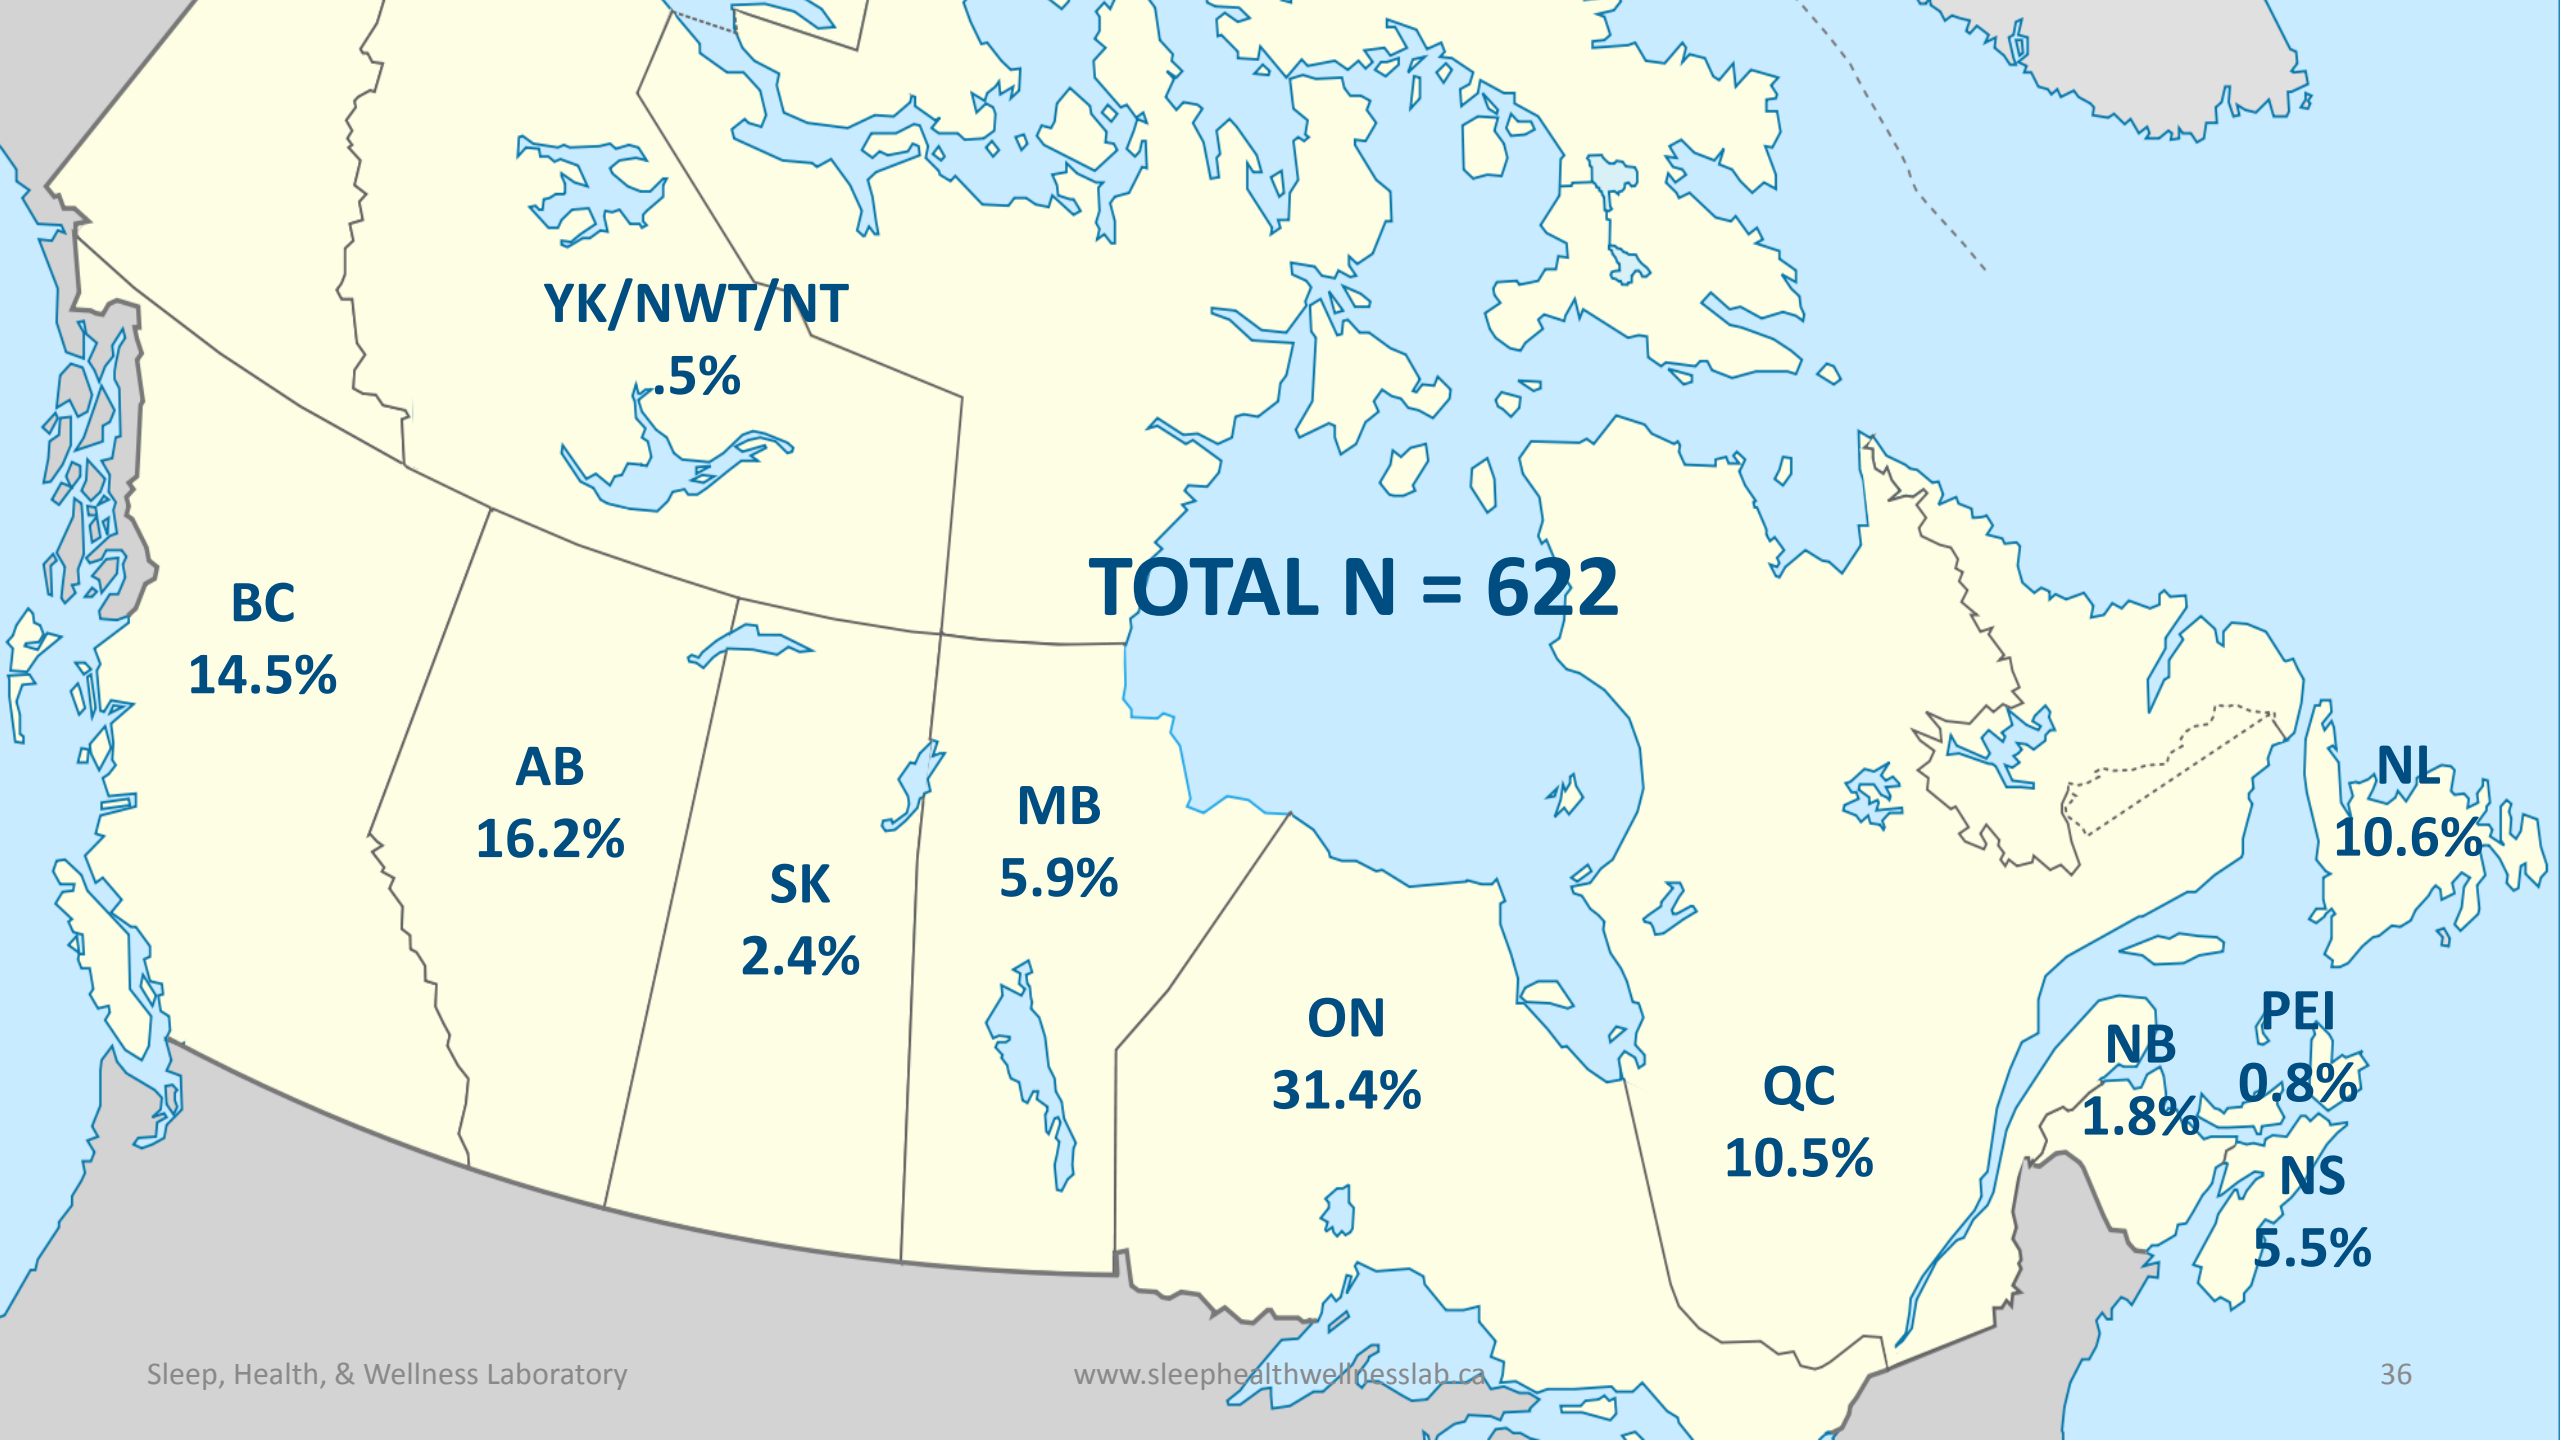 YK/NWT/NT
.5%
TOTAL N = 622
BC
14.5%
AB
16.2%
SK
2.4%
MB
5.9%
ON
31.4%
QC
10.5%
NL
10.6%
NB
1.8%
PEI
0.8%
NS
5.5%
Sleep, Health, & Wellness Laboratory
www.sleephealthwellnesslab.ca
36